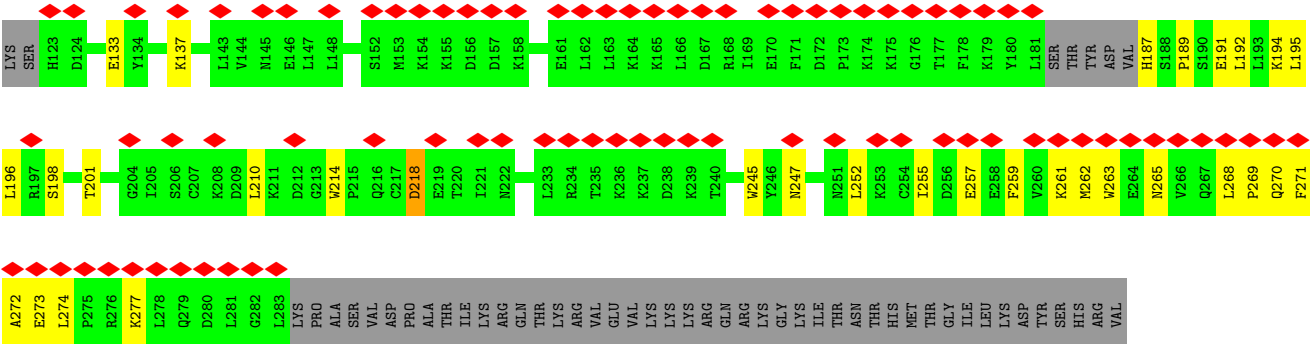 LYS SER H123 D124 E133 Y134 K137 L143 V144 N145 E146 L147 L148 S152 M153 K154 K155 D156 D157 K158 E161 L162 L163 K164 K165 L166 D167 R168 I169 E170 F171 D172 P173 K174 K175 G176 T177 F178 K179 Y180 L181 SER THR TYR ASP VAL H187 S188 P189 S190 E191 L192 L193 K194 L195
L196 R197 S198 T201 G204 I205 S206 C207 K208 D209 L210 K211 D212 G213 W214 P215 Q216 C217 D218 E219 T220 I221 N222 L233 R234 T235 K236 K237 D238 K239 T240 W245 Y246 N247 N251 L252 K253 C254 I255 D256 E257 E258 F259 V260 K261 M262 W263 E264 N265 V266 Q267 L268 P269 Q270 F271
A272 E273 L274 P275 R276 K277 L278 Q279 D280 L281 G282 L283 LYS PRO ALA SER VAL ASP PRO ALA THR ILE LYS ARG GLN THR LYS ARG VAL GLU VAL LYS LYS LYS ARG GLN ARG LYS GLY LYS ILE THR ASN THR HIS MET THR GLY ILE LEU LYS ASP TYR SER HIS ARG VAL